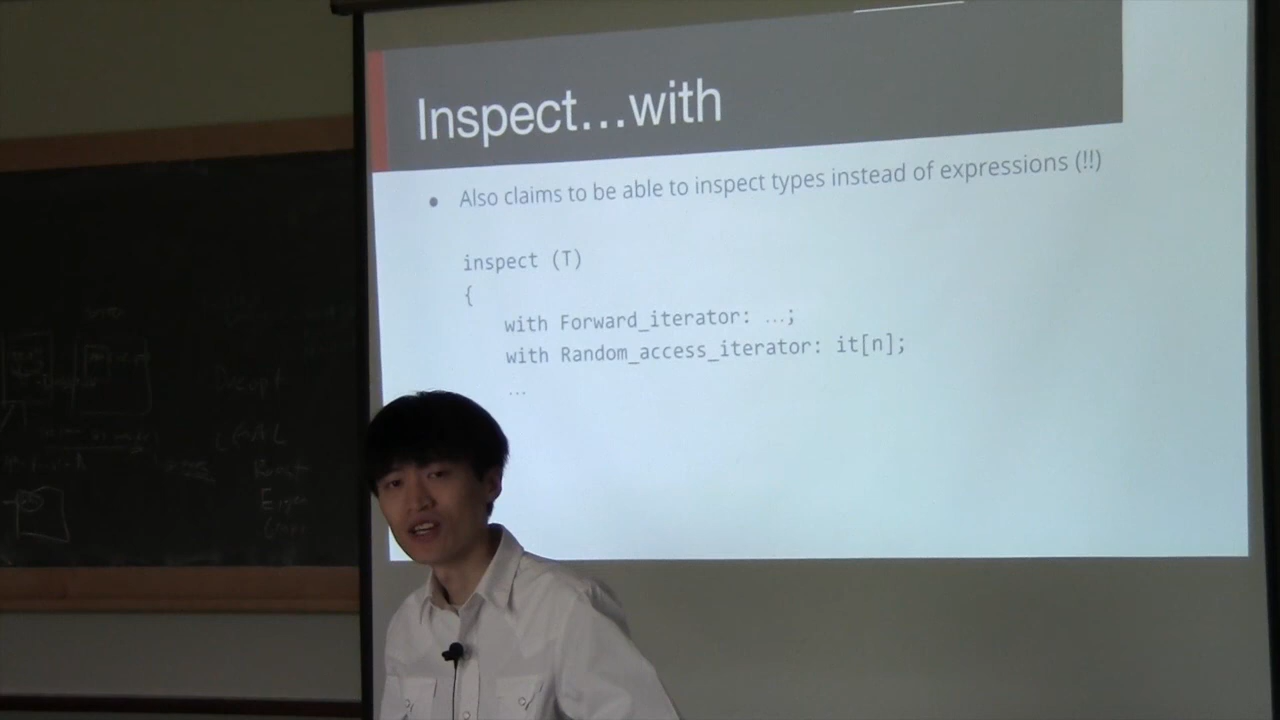 Inspect…with
● Also claims to be able to inspect types instead of expressions (!!)
inspect (T)
{
with Forward_iterator: …;
with Random_access_iterator: it[n];
…